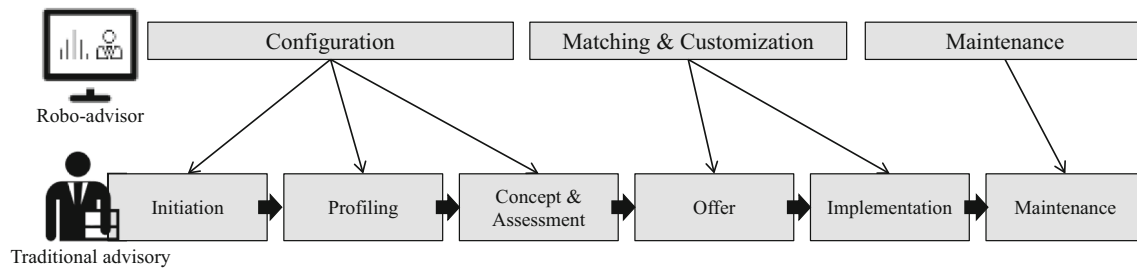 Configuration
Matching & Customization
Maintenance
Robo-advisor
Initiation
Profiling
Concept &
Assessment
Offer
Implementation
Maintenance
Traditional advisory